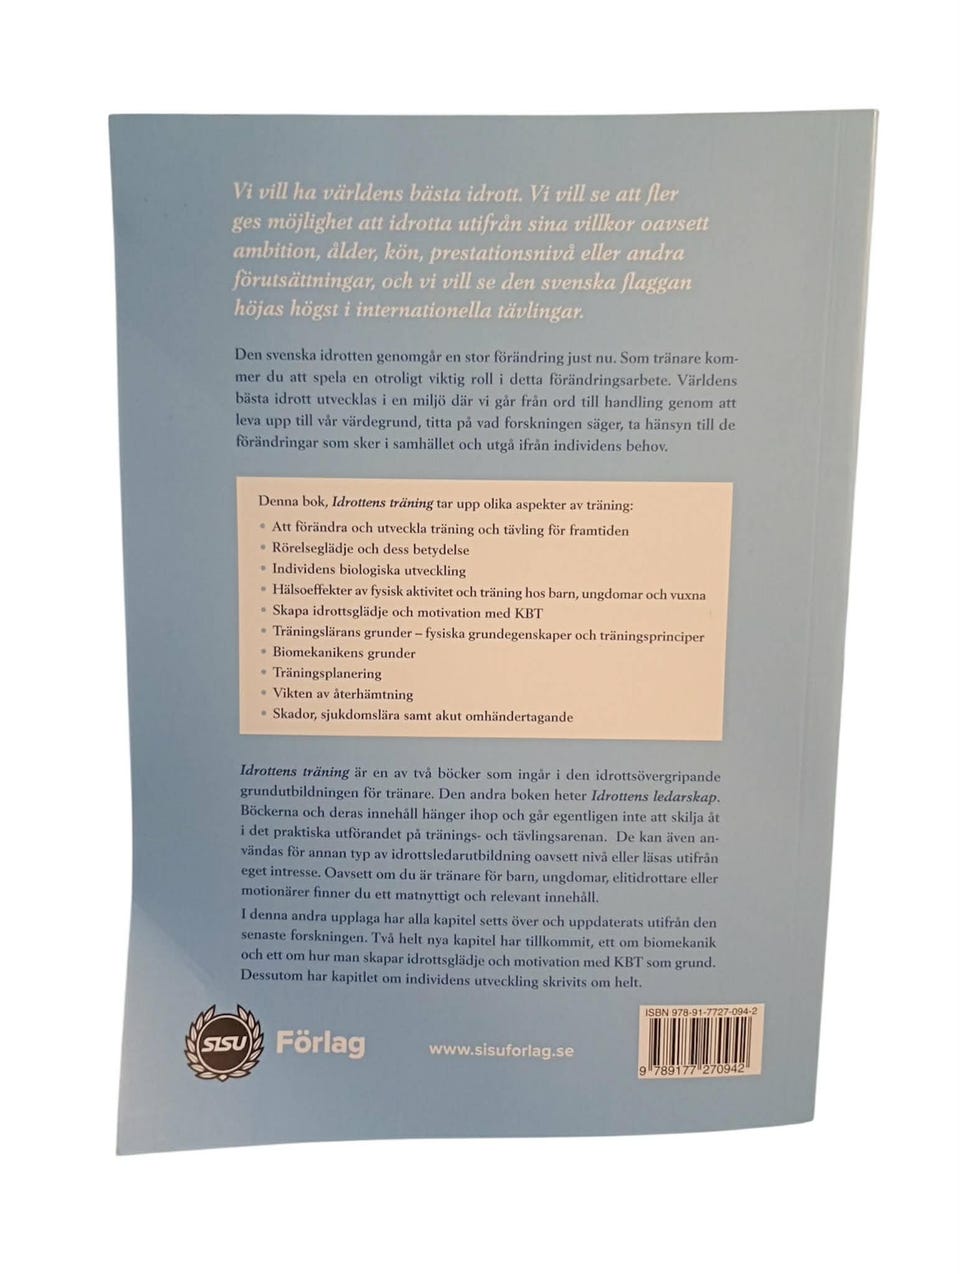 Vi vill ha världens bästa idrott. Vi vill se att fler
ges möjlighet att idrotta utifrån sina villkor oavsett
ambition, ålder, kön, prestationsnivå eller andra
förutsättningar, och vi vill se den svenska flaggan
höjas högst i internationella tävlingar.
Den svenska idrotten genomgår en stor förändring just nu. Som tränare kom-
mer du att spela en otroligt viktig roll i detta förändringsarbete. Världens
bästa idrott utvecklas i en miljö där vi går från ord till handling genom att
leva upp till vår värdegrund, titta på vad forskningen säger, ta hänsyn till de
förändringar som sker i samhället och utgå ifrån individens behov.
Denna bok, Idrottens träning tar upp olika aspekter av träning:
• Att förändra och utveckla träning och tävling för framtiden
• Rörelseglädje och dess betydelse
• Individens biologiska utveckling
• Hälsoeffekter av fysisk aktivitet och träning hos barn, ungdomar och vuxna
• Skapa idrottsglädje och motivation med KBT
• Träningslärans grunder – fysiska grundegenskaper och träningsprinciper
• Biomekanikens grunder
• Träningsplanering
• Vikten av återhämtning
• Skador, sjukdomslära samt akut omhändertagande
Idrottens träning är en av två böcker som ingår i den idrottsövergripande
grundutbildningen för tränare. Den andra boken heter Idrottens ledarskap.
Böckerna och deras innehåll hänger ihop och går egentligen inte att skilja åt
i det praktiska utförandet på tränings- och tävlingsarenan. De kan även an-
vändas för annan typ av idrottsledarutbildning oavsett nivå eller läsas utifrån
eget intresse. Oavsett om du är tränare för barn, ungdomar, elitidrottare eller
motionärer finner du ett matnyttigt och relevant innehåll.
I denna andra upplaga har alla kapitel setts över och uppdaterats utifrån den
senaste forskningen. Två helt nya kapitel har tillkommit, ett om biomekanik
och ett om hur man skapar idrottsglädje och motivation med KBT som grund.
Dessutom har kapitlet om individens utveckling skrivits om helt.
SISU Förlag
www.sisuforlag.se
ISBN 978-91-7727-094-2
9 789177 270942